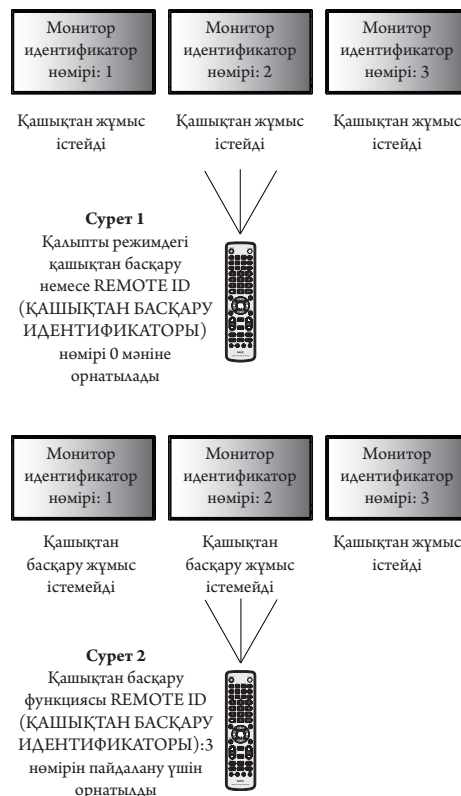 Монитор
идентификатор
нөмірі: 1
Монитор
идентификатор
нөмірі: 2
Монитор
идентификатор
нөмірі: 3
Қашықтан жұмыс
істейді
Қашықтан жұмыс
істейді
Қашықтан жұмыс
істейді
Сурет 1
Қалыпты режимдегі
қашықтан басқару
немесе REMOTE ID
(ҚАШЫҚТАН БАСҚАРУ
ИДЕНТИФИКАТОРЫ)
нөмірі 0 мәніне
орнатылады
Монитор
идентификатор
нөмірі: 1
Монитор
идентификатор
нөмірі: 2
Монитор
идентификатор
нөмірі: 3
Қашықтан
басқару жұмыс
істемейді
Қашықтан
басқару жұмыс
істемейді
Қашықтан жұмыс
істейді
Сурет 2
Қашықтан басқару
функциясы REMOTE ID
(ҚАШЫҚТАН БАСҚАРУ
ИДЕНТИФИКАТОРЫ):3
нөмірін пайдалану үшін
орнатылды